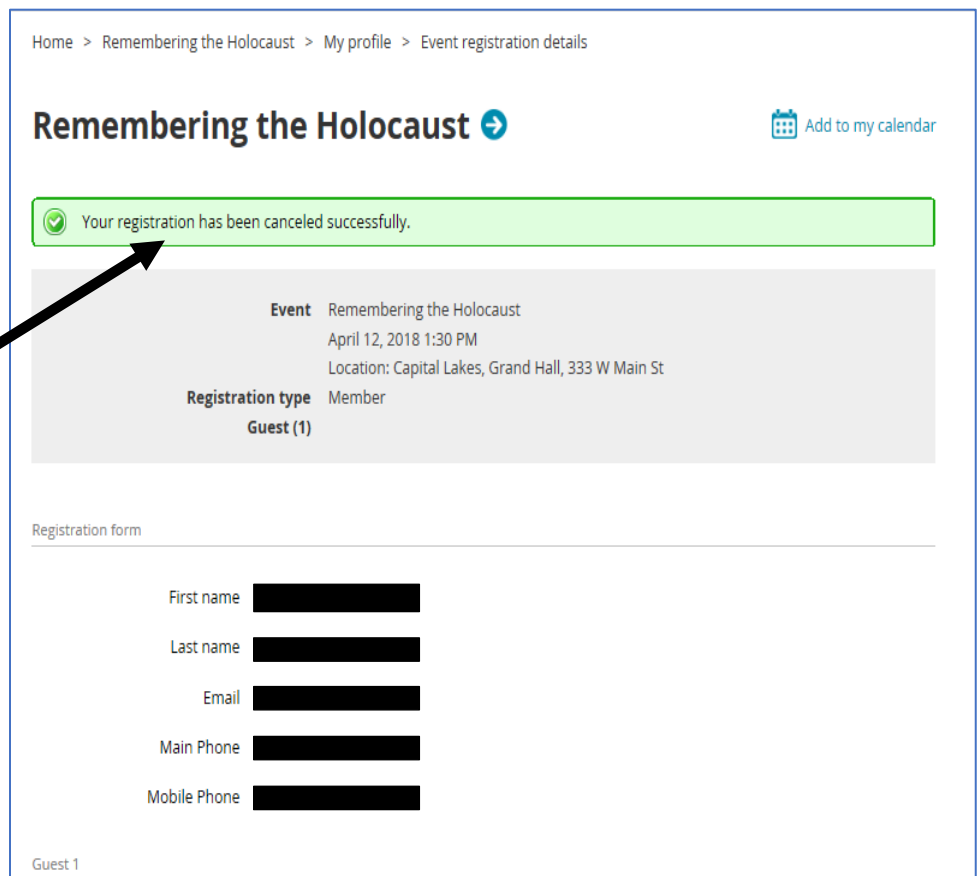 Home > Remembering the Holocaust > My profile > Event registration details
Remembering the Holocaust
Add to my calendar
Your registration has been canceled successfully.
Event Remembering the Holocaust
April 12, 2018 1:30 PM
Location: Capital Lakes, Grand Hall, 333 W Main St
Registration type Member
Guest (1)
Registration form
First name
Last name
Email
Main Phone
Mobile Phone
Guest 1